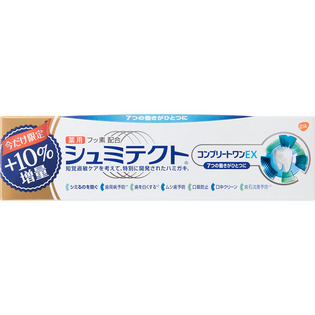 今だけ限定
+10%
増量
7つの働きがひとつに
薬用 フッ素 配合
シュミテクト
コンプリートワンEX
7つの働きがひとつに
知覚過敏ケアを考えて、特別に開発されたハミガキ。
シミるのを防ぐ 歯周病予防 歯を白くする ムシ歯予防 口臭防止 口中クリーン 歯石沈着予防
gsk